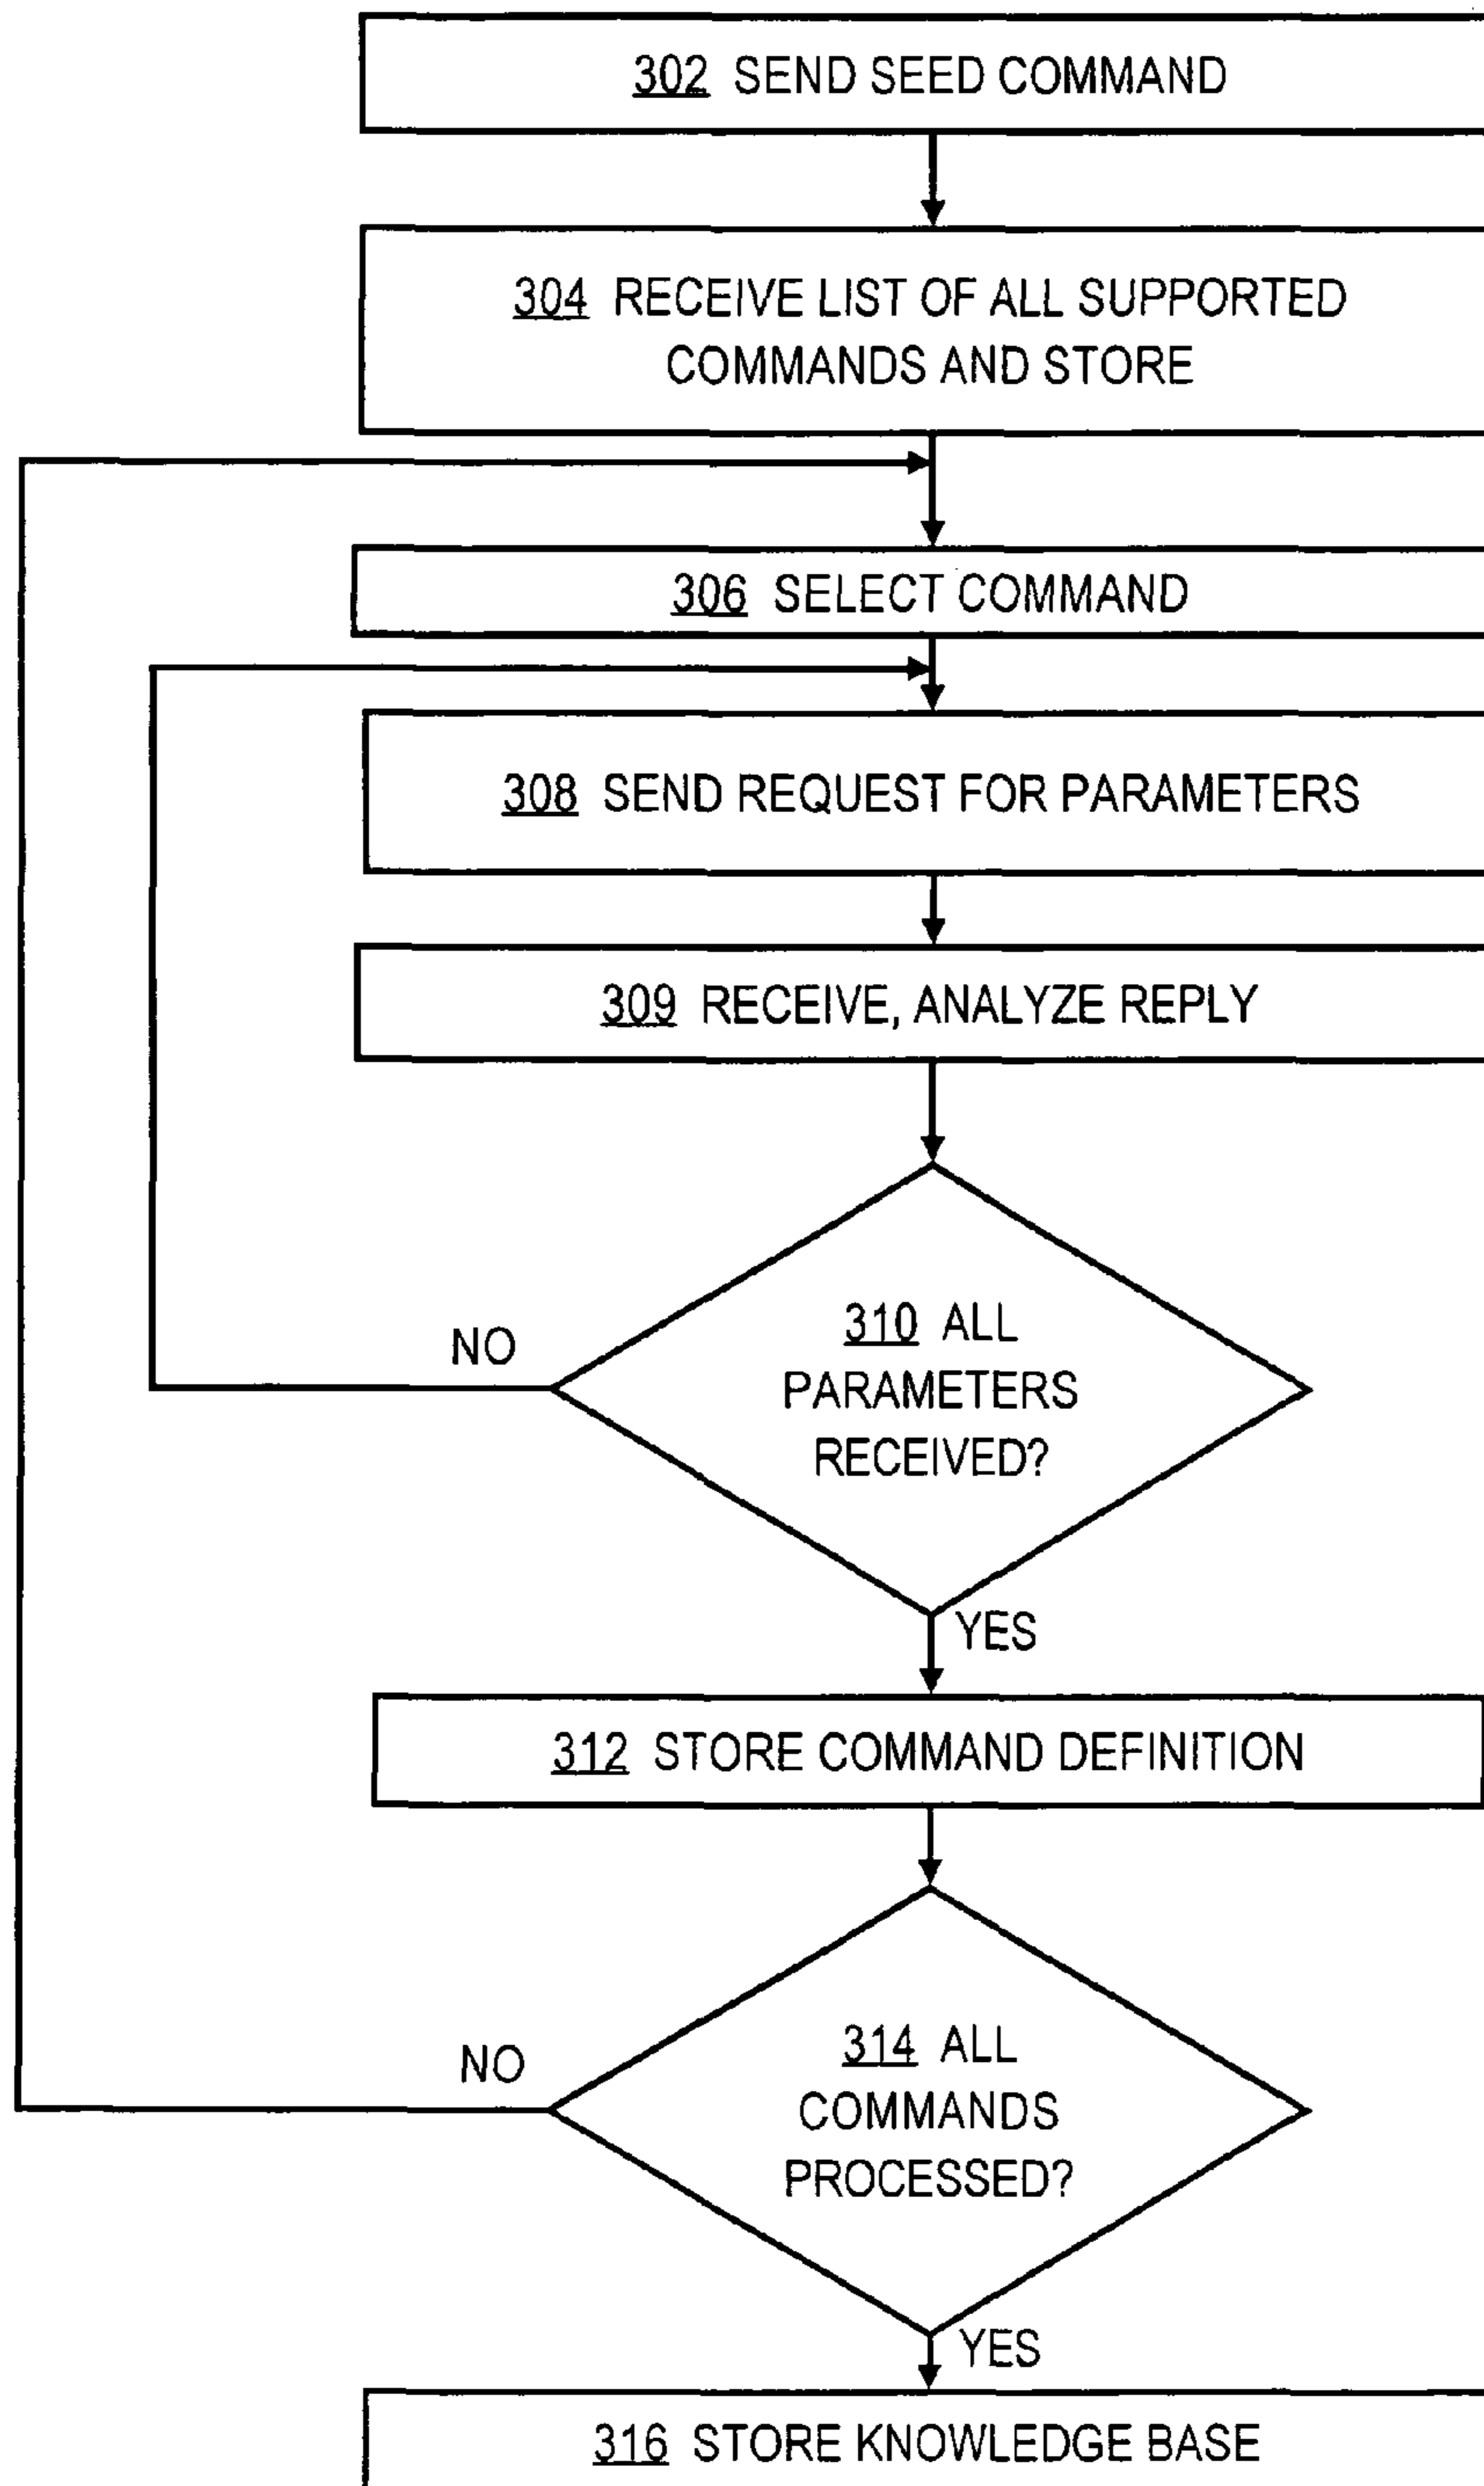 302 SEND SEED COMMAND
304 RECEIVE LIST OF ALL SUPPORTED
COMMANDS AND STORE
306 SELECT COMMAND
308 SEND REQUEST FOR PARAMETERS
309 RECEIVE, ANALYZE REPLY
310 ALL
PARAMETERS
RECEIVED?
NO
YES
312 STORE COMMAND DEFINITION
314 ALL
COMMANDS
PROCESSED?
NO
YES
316 STORE KNOWLEDGE BASE